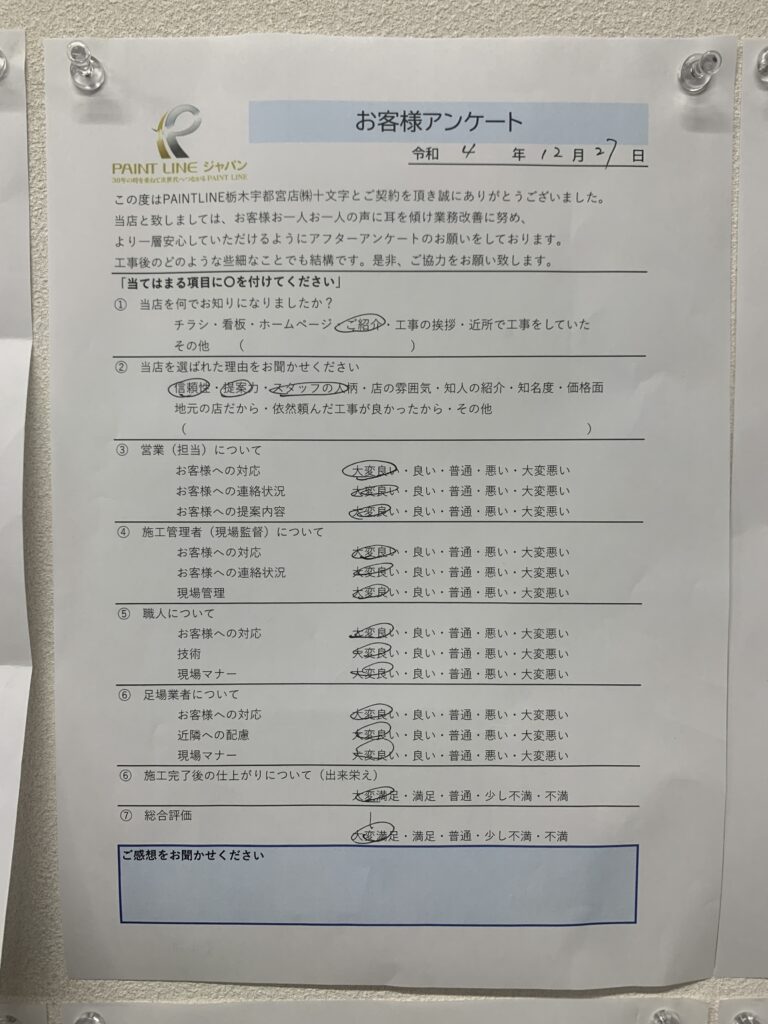 お客様アンケート
令和 4 年 12 月 27 日
PAINT LINE ジャパン
30年の時を重ねて次世代へつながる PAINT LINE
この度はPAINTLINE栃木宇都宮店㈱十文字とご契約を頂き誠にありがとうございました。
当店と致しましては、お客様お一人お一人の声に耳を傾け業務改善に努め、
より一層安心していただけるようにアフターアンケートのお願いをしております。
工事後のどのような些細なことでも結構です。是非、ご協力をお願い致します。
「当てはまる項目に〇を付けてください」
① 当店を何でお知りになりましたか？
チラシ・看板・ホームページ・ご紹介・工事の挨拶・近所で工事をしていた
その他 （ ）
② 当店を選ばれた理由をお聞かせください
信頼性・提案力・スタッフの人柄・店の雰囲気・知人の紹介・知名度・価格面
地元の店だから・依然頼んだ工事が良かったから・その他
（ ）
③ 営業（担当）について
お客様への対応 大変良い・良い・普通・悪い・大変悪い
お客様への連絡状況 大変良い・良い・普通・悪い・大変悪い
お客様への提案内容 大変良い・良い・普通・悪い・大変悪い
④ 施工管理者（現場監督）について
お客様への対応 大変良い・良い・普通・悪い・大変悪い
お客様への連絡状況 大変良い・良い・普通・悪い・大変悪い
現場管理 大変良い・良い・普通・悪い・大変悪い
⑤ 職人について
お客様への対応 大変良い・良い・普通・悪い・大変悪い
技術 大変良い・良い・普通・悪い・大変悪い
現場マナー 大変良い・良い・普通・悪い・大変悪い
⑥ 足場業者について
お客様への対応 大変良い・良い・普通・悪い・大変悪い
近隣への配慮 大変良い・良い・普通・悪い・大変悪い
現場マナー 大変良い・良い・普通・悪い・大変悪い
⑥ 施工完了後の仕上がりについて（出来栄え）
大変満足・満足・普通・少し不満・不満
⑦ 総合評価
大変満足・満足・普通・少し不満・不満
ご感想をお聞かせください